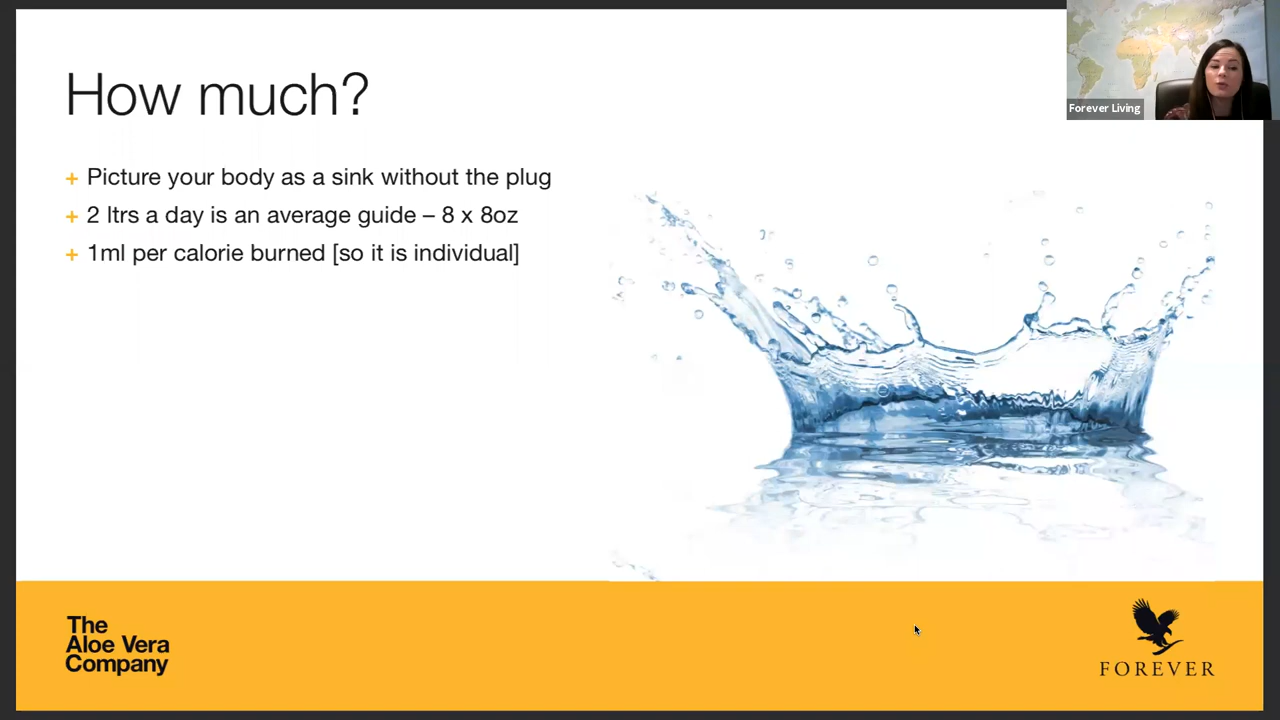 How much?
+ Picture your body as a sink without the plug
+ 2 ltrs a day is an average guide – 8 x 8oz
+ 1ml per calorie burned [so it is individual]
Forever Living
The
Aloe Vera
Company
FOREVER